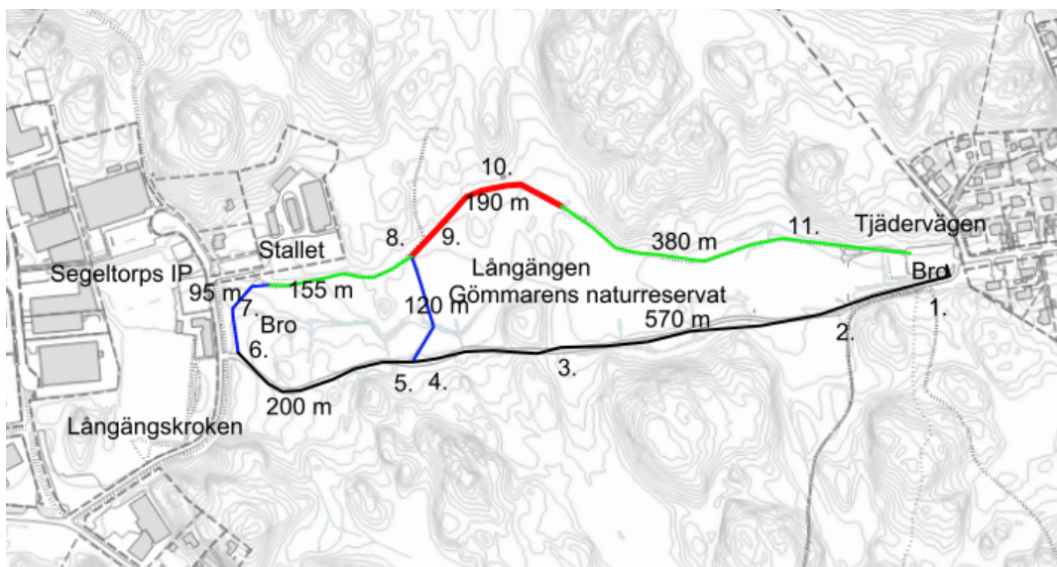 10.
190 m
8.
9.
11.
Tjädervägen
380 m
Stallet
Segeltorps IP
Långängen
Bro
95 m
155 m
Gömmarens naturreservat
120 m
7.
Bro
570 m
1.
2.
6.
3.
5.
4.
200 m
Långängskroken